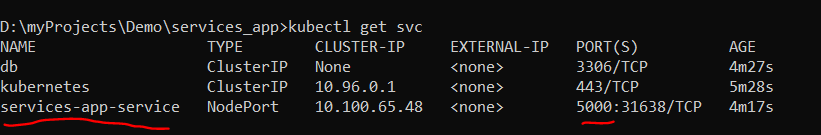 D:\myProjects\Demo\services_app>kubectl get svc
NAME TYPE CLUSTER-IP EXTERNAL-IP PORT(S) AGE
db ClusterIP None <none> 3306/TCP 4m27s
kubernetes ClusterIP 10.96.0.1 <none> 443/TCP 5m28s
services-app-service NodePort 10.100.65.48 <none> 5000:31638/TCP 4m17s